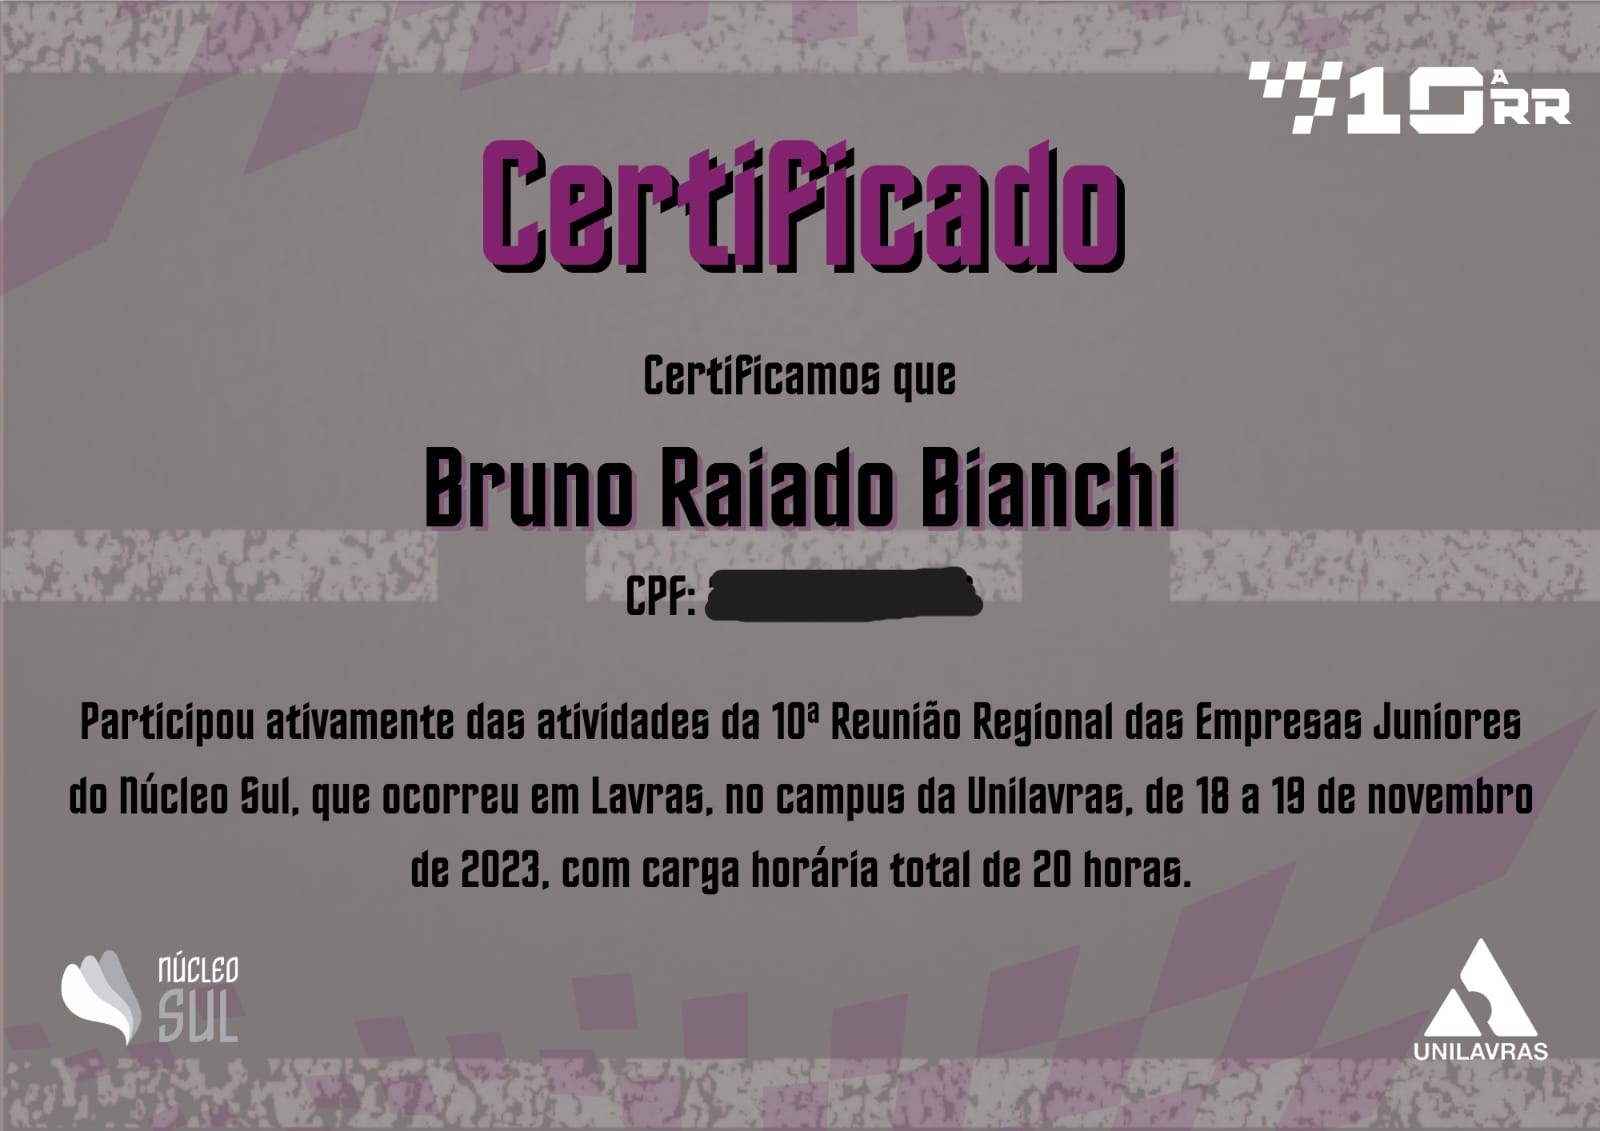 10ª RR
Certificado
Certificamos que
Bruno Raiado Bianchi
CPF:
Participou ativamente das atividades da 10ª Reunião Regional das Empresas Juniores
do Núcleo Sul, que ocorreu em Lavras, no campus da Unilavras, de 18 a 19 de novembro
de 2023, com carga horária total de 20 horas.
NÚCLEO
SUL
UNILAVRAS